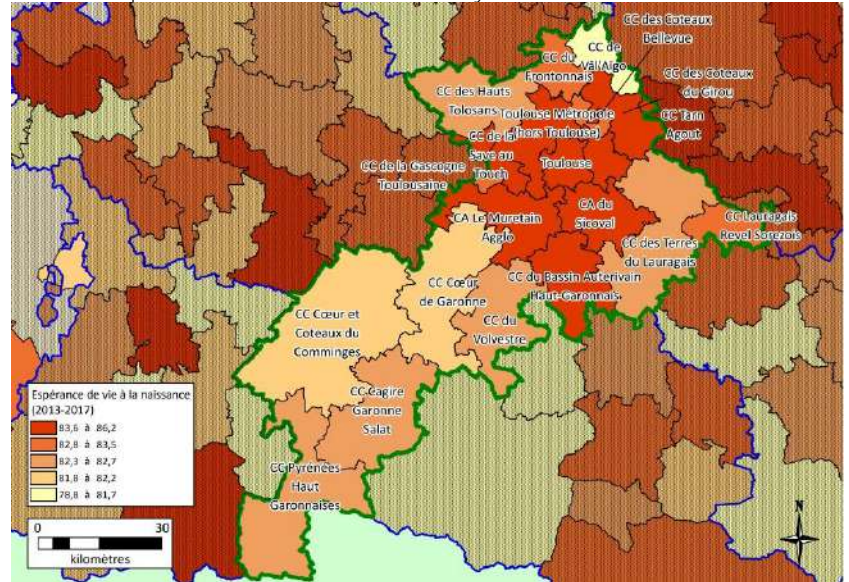 CC des Coteaux
Bellevue
CC de
Val'Aïgo
CC du
Frontonnais
CC des Coteaux
du Girou
CC des Hauts
Tolosans
Toulouse Métropole
(hors Toulouse)
CC Tarn
Agout
CC de la
Save au
Touch
CC de la Gascogne
Toulousaine
Toulouse
CA du
Sicoval
CA Le Muretain
Agglo
CC Lauragais
Revel Sorezois
CC des Terres
du Lauragais
CC Cœur
de Garonne
CC du Bassin Auterivain
Haut-Garonnais
CC Cœur et
Coteaux du
Comminges
CC du
Volvestre
CC Cagire
Garonne
Salat
CC Pyrénées
Haut
Garonnaises
Espérance de vie à la naissance
(2013-2017)
83,6 à 86,2
82,8 à 83,5
82,3 à 82,7
81,8 à 82,2
78,8 à 81,7
0 30
kilomètres
N